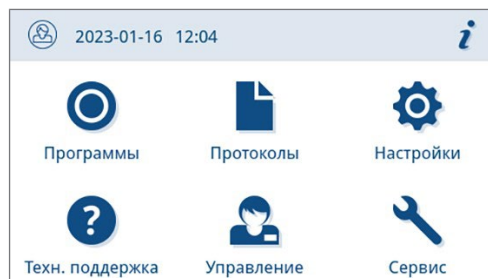 2023-01-16 12:04 i
Программы Протоколы Настройки
?
Техн. поддержка Управление Сервис